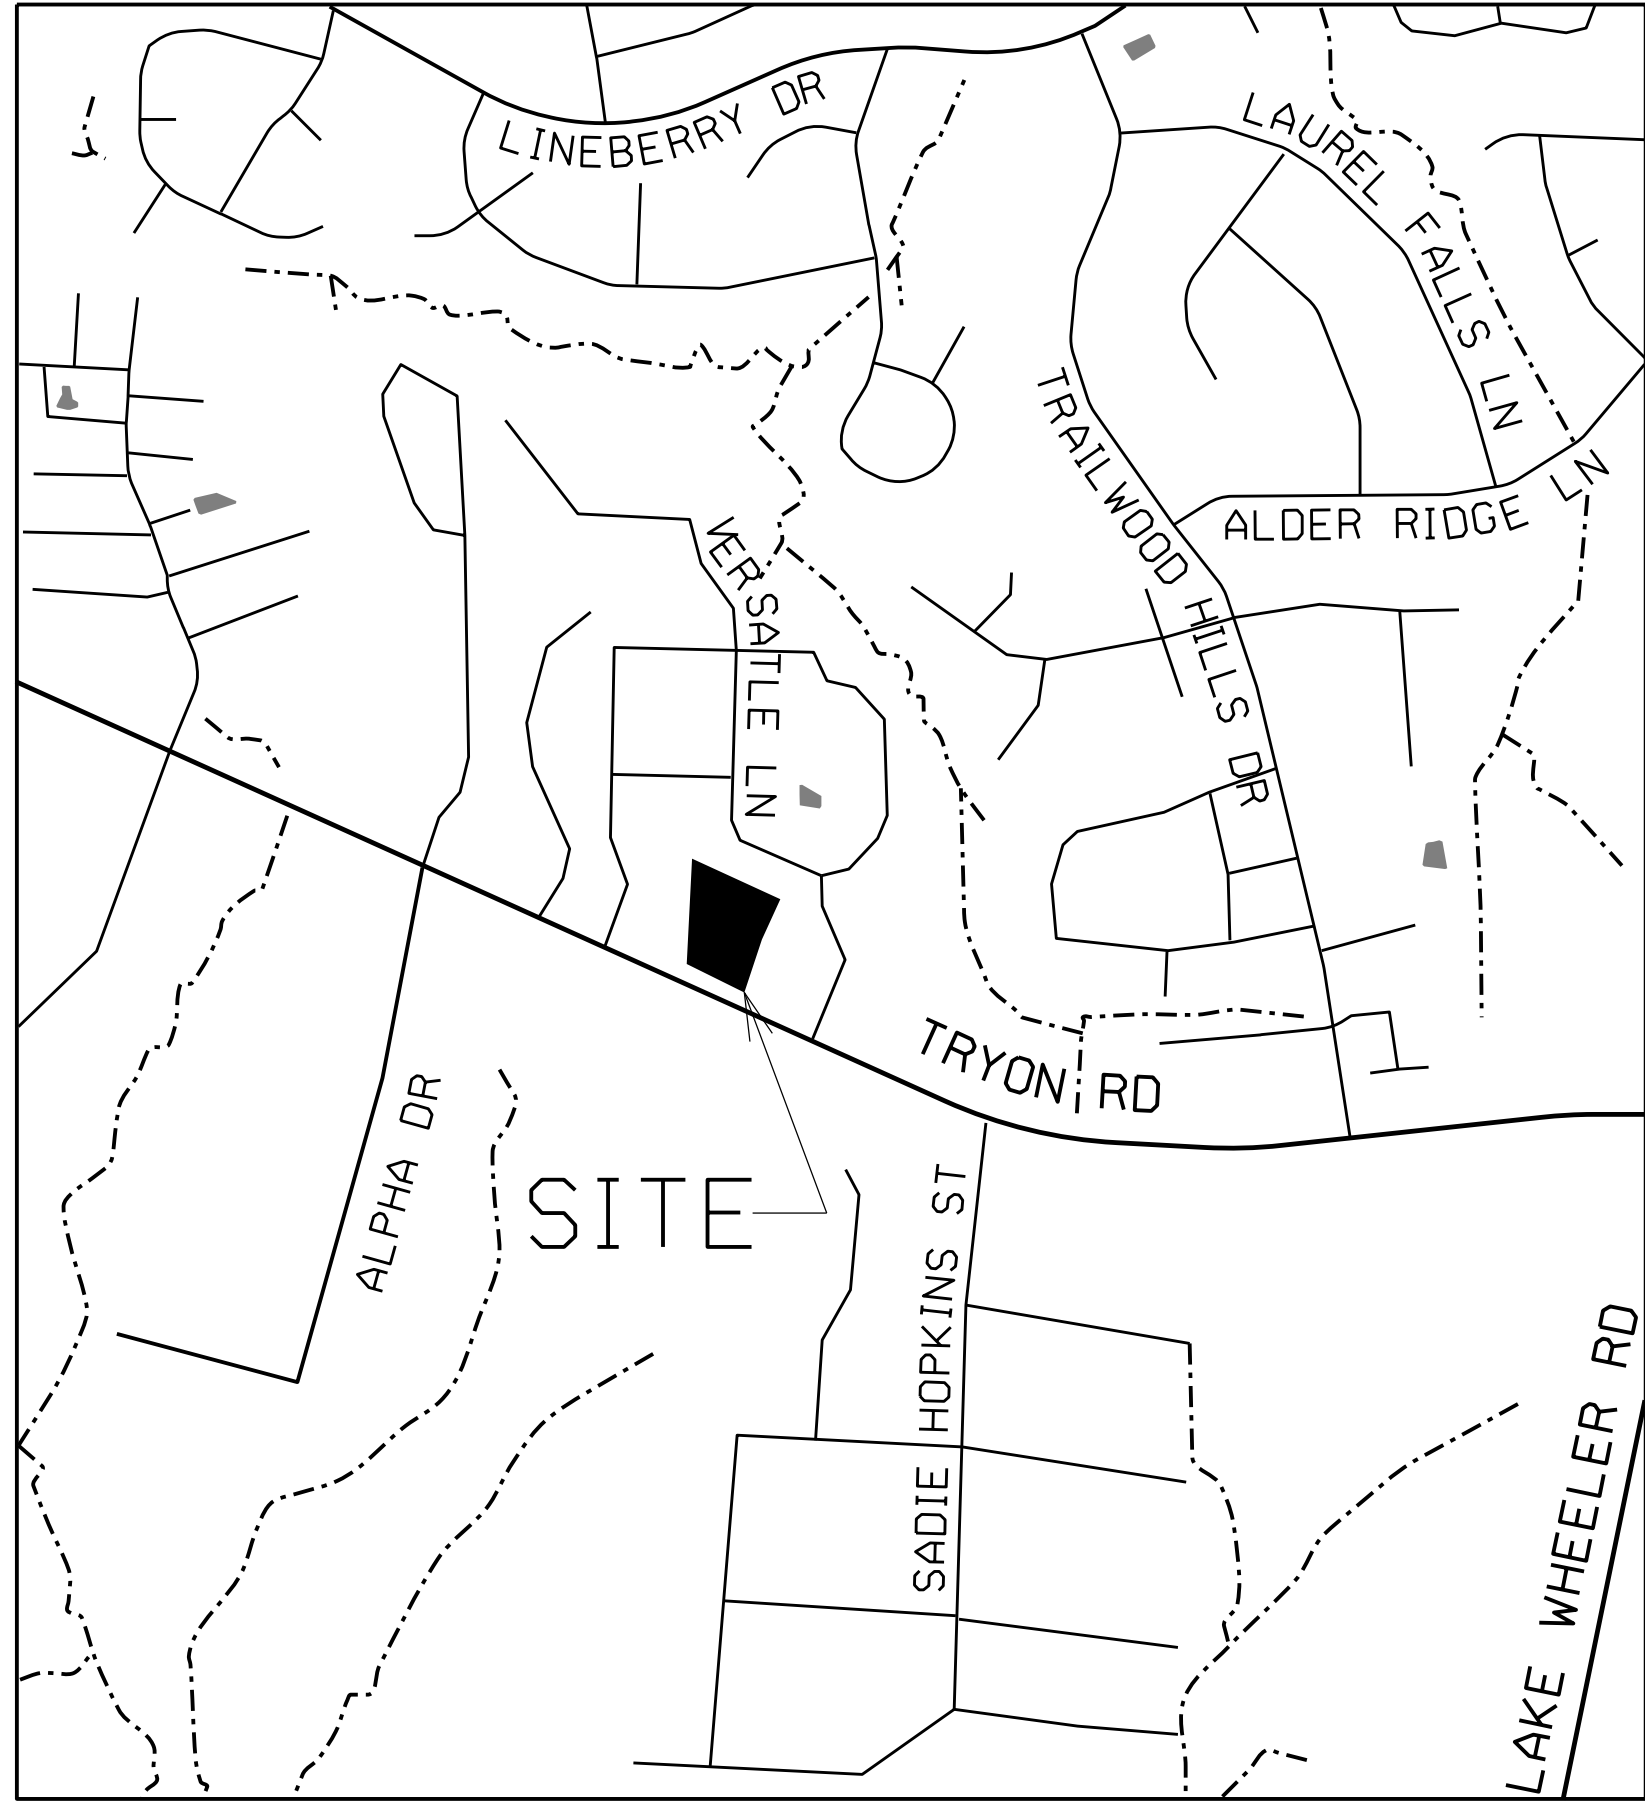 LINEBERRY DR
LAUREL FALLS LN
TRAILWOOD HILLS DR
ALDER RIDGE LN
VERSATLE LN
TRYON RD
ALPHA DR
SITE
SADIE HOPKINS ST
LAKE WHEELER RD